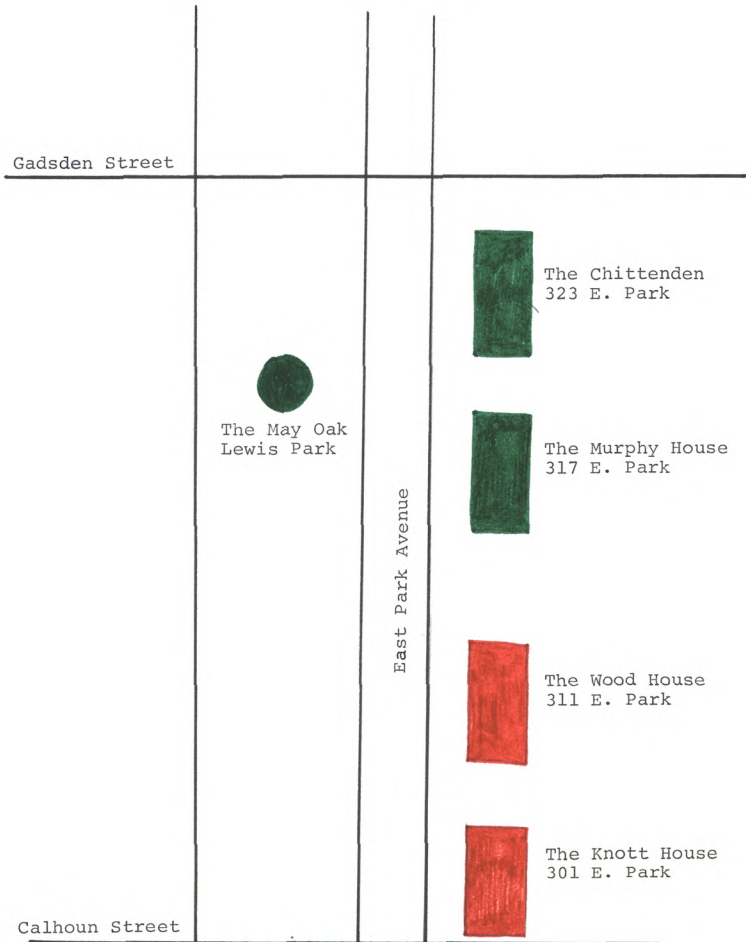 Gadsden Street
The Chittenden
323 E. Park
The May Oak
Lewis Park
The Murphy House
317 E. Park
East Park Avenue
The Wood House
311 E. Park
The Knott House
301 E. Park
Calhoun Street